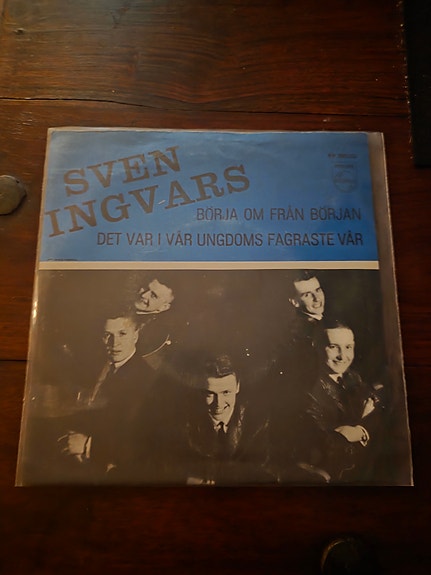 SVEN
INGVARS
BÖRJA OM FRÅN BÖRJAN
DET VAR I VÅR UNGDOMS FAGRASTE VÅR